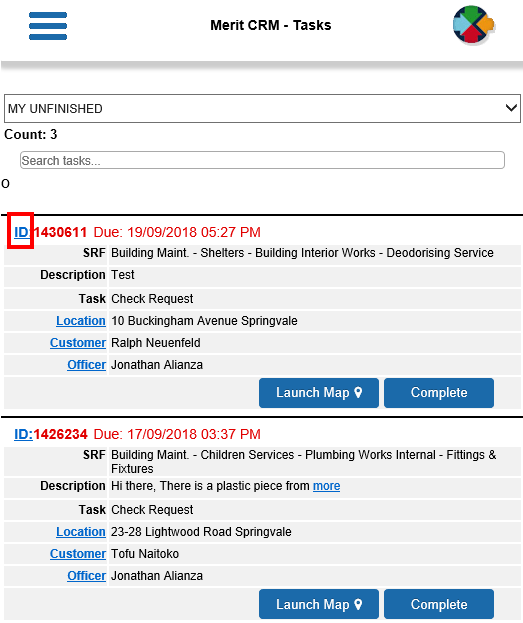 Merit CRM - Tasks
MY UNFINISHED
Count: 3
Search tasks...
O
ID:1430611 Due: 19/09/2018 05:27 PM
SRF Building Maint. - Shelters - Building Interior Works - Deodorising Service
Description Test
Task Check Request
Location 10 Buckingham Avenue Springvale
Customer Ralph Neuenfeld
Officer Jonathan Alianza
Launch Map Complete
ID:1426234 Due: 17/09/2018 03:37 PM
SRF Building Maint. - Children Services - Plumbing Works Internal - Fittings &
Fixtures
Description Hi there, There is a plastic piece from more
Task Check Request
Location 23-28 Lightwood Road Springvale
Customer Tofu Naitoko
Officer Jonathan Alianza
Launch Map Complete